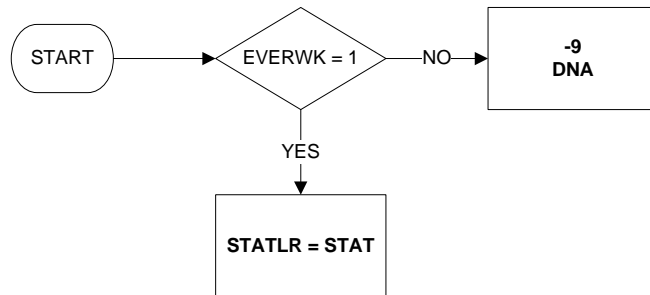 START
EVERWK = 1
NO
-9
DNA
YES
STATLR = STAT